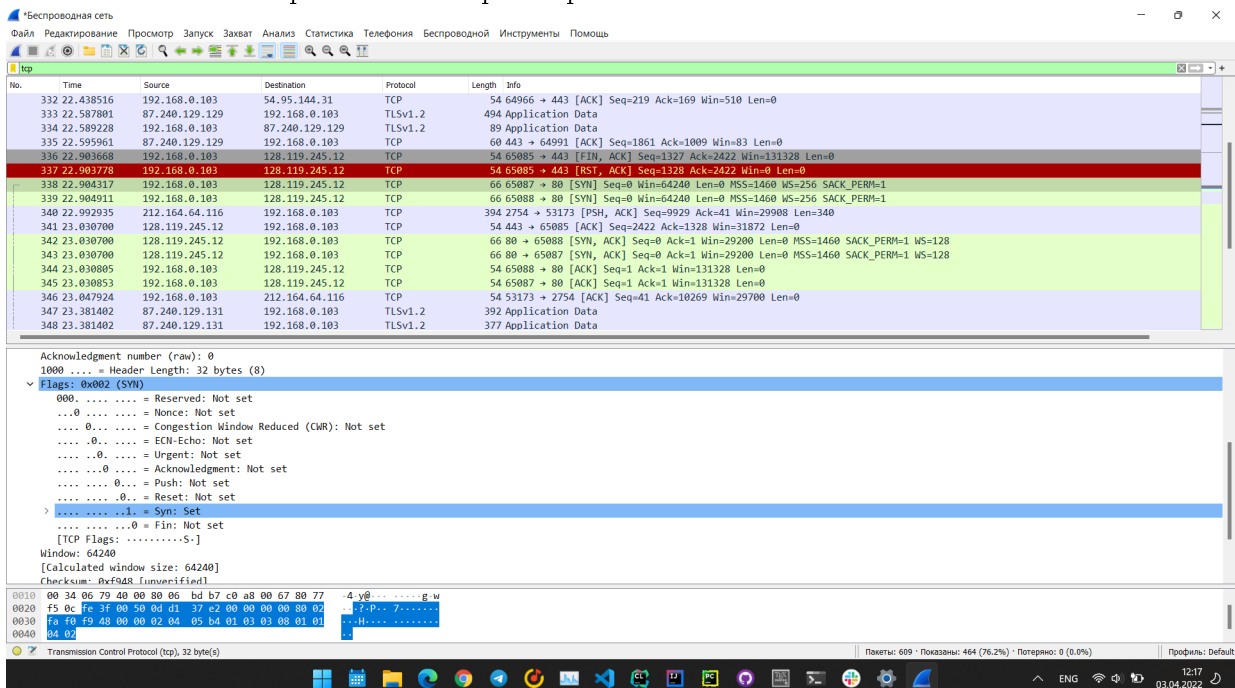 *Беспроводная сеть
Файл Редактирование Просмотр Запуск Захват Анализ Статистика Телефония Беспроводной Инструменты Помощь
tcp
No. Time Source Destination Protocol Length Info
332 22.438516 192.168.0.103 54.95.144.31 TCP 54 64966 → 443 [ACK] Seq=219 Ack=169 Win=510 Len=0
333 22.587801 87.240.129.129 192.168.0.103 TLSv1.2 494 Application Data
334 22.589228 192.168.0.103 87.240.129.129 TLSv1.2 89 Application Data
335 22.595961 87.240.129.129 192.168.0.103 TCP 60 443 → 64991 [ACK] Seq=1861 Ack=1009 Win=83 Len=0
336 22.903668 192.168.0.103 128.119.245.12 TCP 54 65085 → 443 [FIN, ACK] Seq=1327 Ack=2422 Win=131328 Len=0
337 22.903778 192.168.0.103 128.119.245.12 TCP 54 65085 → 443 [RST, ACK] Seq=1328 Ack=2422 Win=0 Len=0
338 22.904317 192.168.0.103 128.119.245.12 TCP 66 65087 → 80 [SYN] Seq=0 Win=64240 Len=0 MSS=1460 WS=256 SACK_PERM=1
339 22.904911 192.168.0.103 128.119.245.12 TCP 66 65088 → 80 [SYN] Seq=0 Win=64240 Len=0 MSS=1460 WS=256 SACK_PERM=1
340 22.992935 212.164.64.116 192.168.0.103 TCP 394 2754 → 53173 [PSH, ACK] Seq=9929 Ack=41 Win=29908 Len=340
341 23.030700 128.119.245.12 192.168.0.103 TCP 54 443 → 65085 [ACK] Seq=2422 Ack=1328 Win=31872 Len=0
342 23.030700 128.119.245.12 192.168.0.103 TCP 66 80 → 65088 [SYN, ACK] Seq=0 Ack=1 Win=29200 Len=0 MSS=1460 SACK_PERM=1 WS=128
343 23.030700 128.119.245.12 192.168.0.103 TCP 66 80 → 65087 [SYN, ACK] Seq=0 Ack=1 Win=29200 Len=0 MSS=1460 SACK_PERM=1 WS=128
344 23.030805 192.168.0.103 128.119.245.12 TCP 54 65088 → 80 [ACK] Seq=1 Ack=1 Win=131328 Len=0
345 23.030853 192.168.0.103 128.119.245.12 TCP 54 65087 → 80 [ACK] Seq=1 Ack=1 Win=131328 Len=0
346 23.047924 192.168.0.103 212.164.64.116 TCP 54 53173 → 2754 [ACK] Seq=41 Ack=10269 Win=29700 Len=0
347 23.381402 87.240.129.131 192.168.0.103 TLSv1.2 392 Application Data
348 23.381402 87.240.129.131 192.168.0.103 TLSv1.2 377 Application Data
Acknowledgment number (raw): 0
1000 .... = Header Length: 32 bytes (8)
Flags: 0x002 (SYN)
000. .... .... = Reserved: Not set
...0 .... .... = Nonce: Not set
.... 0... .... = Congestion Window Reduced (CWR): Not set
.... .0.. .... = ECN-Echo: Not set
.... ..0. .... = Urgent: Not set
.... ...0 .... = Acknowledgment: Not set
.... .... 0... = Push: Not set
.... .... .0.. = Reset: Not set
.... .... ..1. = Syn: Set
.... .... ...0 = Fin: Not set
[TCP Flags: ··········S·]
Window: 64240
[Calculated window size: 64240]
Checksum: 0xf948 [unverified]
0010 00 34 06 79 40 00 80 06 bd b7 c0 a8 00 67 80 77 ·4·y@··· ·····g·w
0020 f5 0c fe 3f 00 50 0d d1 37 e2 00 00 00 00 80 02 ···?·P·· 7·······
0030 fa f0 f9 48 00 00 02 04 05 b4 01 03 03 08 01 01 ···H···· ········
0040 04 02 ··
Transmission Control Protocol (tcp), 32 byte(s) Пакеты: 609 · Показаны: 464 (76.2%) · Потеряно: 0 (0.0%) Профиль: Default
ENG 12:17
03.04.2022